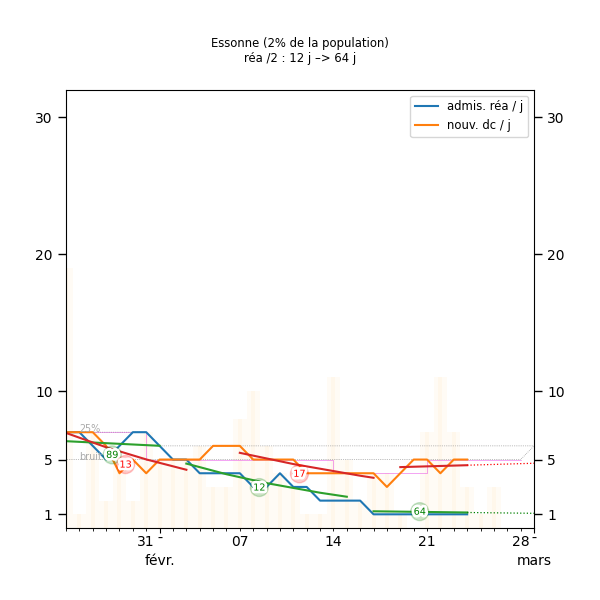 Essonne (2% de la population)
réa /2 : 12 j –> 64 j
admis. réa / j
nouv. dc / j
30 30
20 20
10 10
25%
89
13
5 5
17
12
64
1 1
31 07 14 21 28
févr. mars